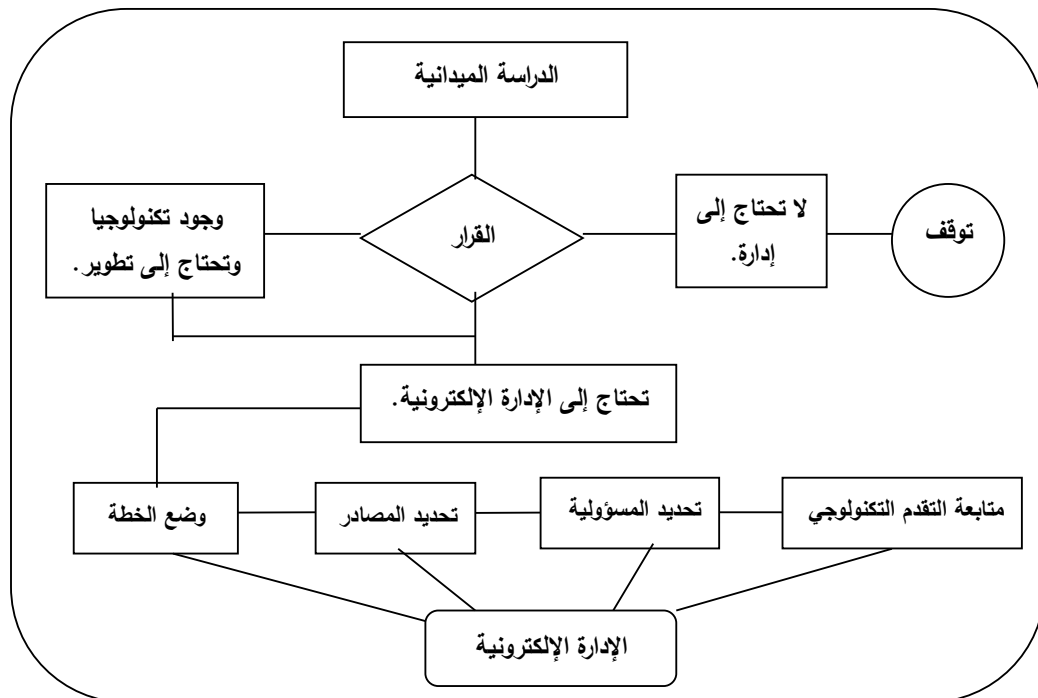 الدراسة الميدانية
وجود تكنولوجيا
وتحتاج إلى تطوير.
القرار
لا تحتاج إلى
إدارة.
توقف
تحتاج إلى الإدارة الإلكترونية.
وضع الخطة
تحديد المصادر
تحديد المسؤولية
متابعة التقدم التكنولوجي
الإدارة الإلكترونية